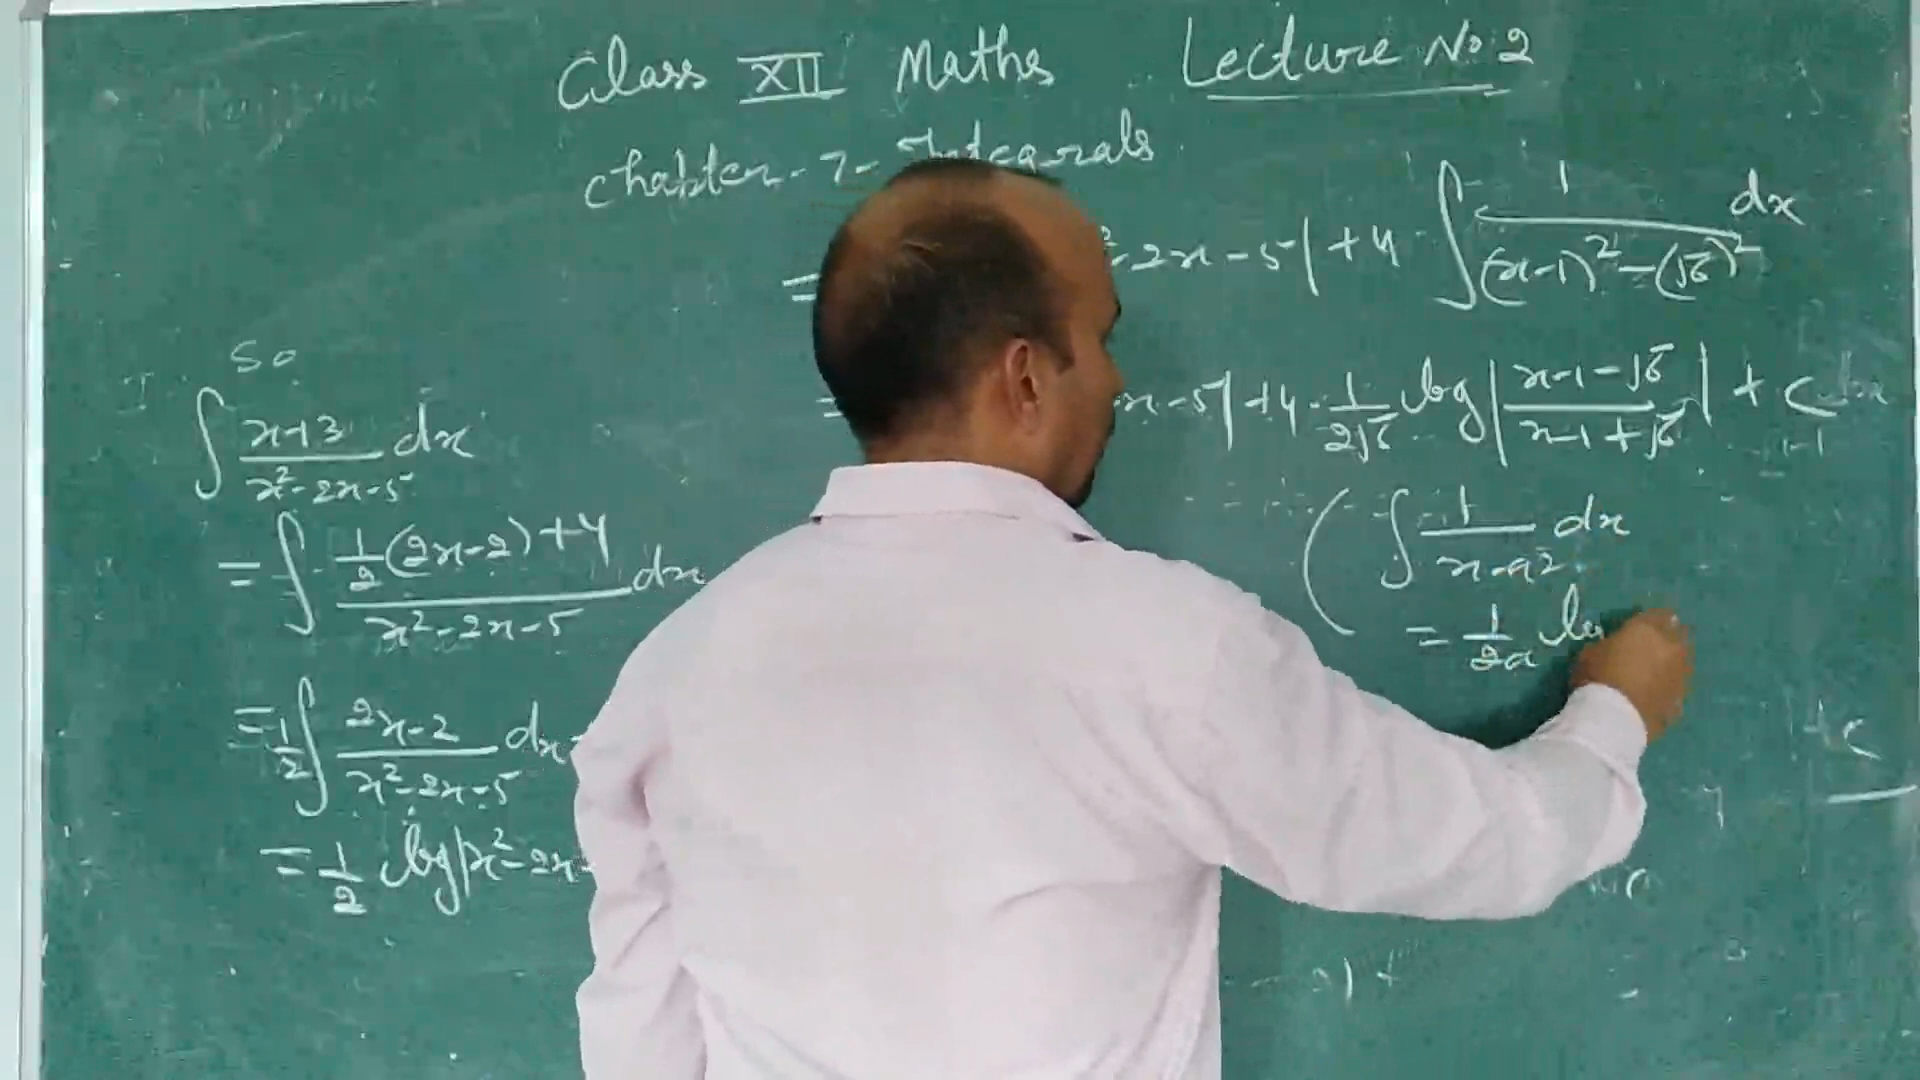 Class XII Maths Lecture No. 2
Chapter-7-Integrals
So
∫ x+3/x²-2x-5 dx
= ∫ 1/2(2x-2)+4/x²-2x-5 dx
= 1/2 ∫ 2x-2/x²-2x-5 dx
= 1/2 log|x²-2x-
= ²-2x-5|+4 ∫ 1/(x-1)²-(√6)² dx
= x-5|+4·1/2√6 log|x-1-√6/x-1+√6|+c
( ∫ 1/x-a² dx
= 1/2a log
+c